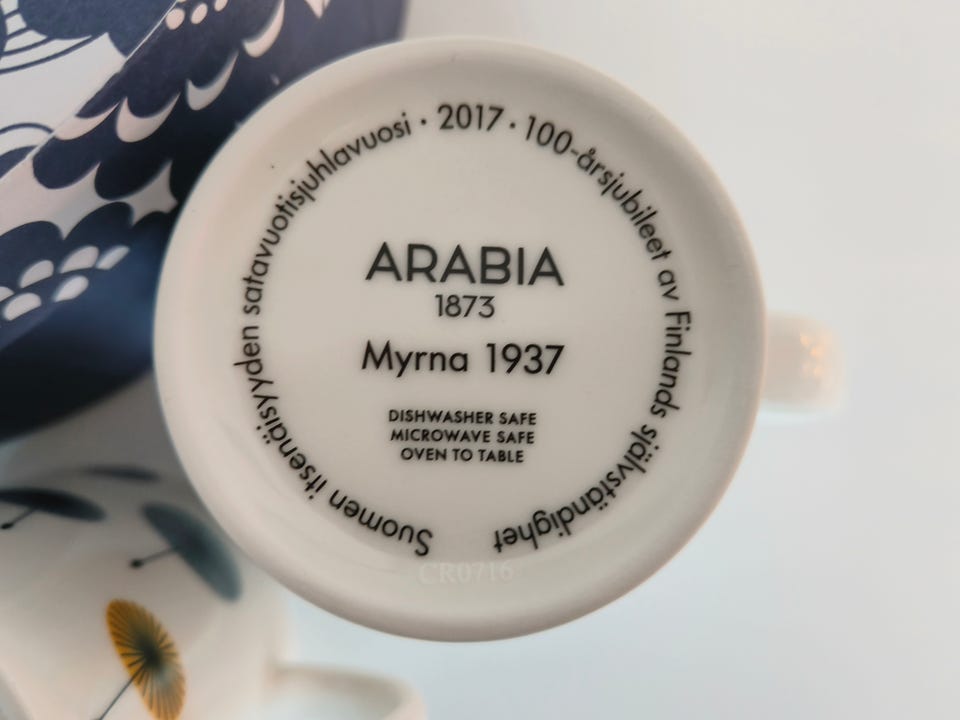 Suomen itsenäisyyden satavuotisjuhlavuosi · 2017 · 100-årsjubileet av Finlands självständighet
ARABIA
1873
Myrna 1937
DISHWASHER SAFE
MICROWAVE SAFE
OVEN TO TABLE
CR0716